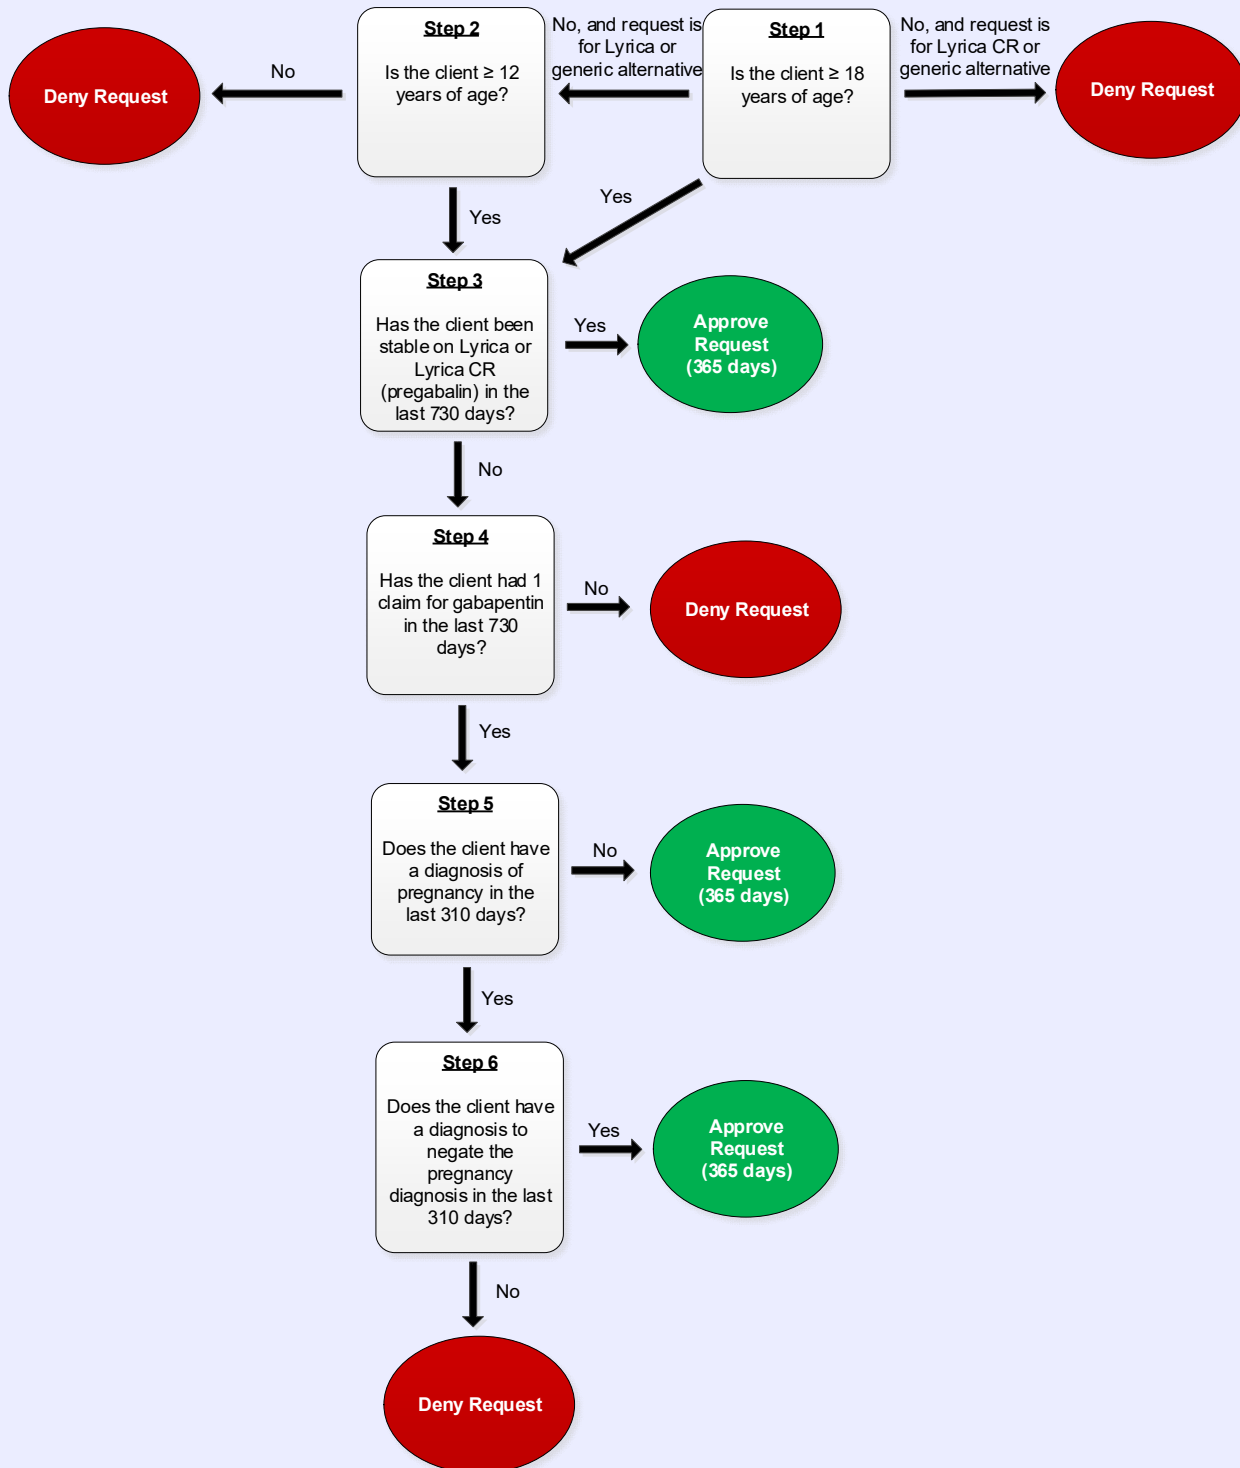 Step 1
Is the client ≥ 18
years of age?
No, and request is
for Lyrica CR or
generic alternative
Deny Request
No, and request is
for Lyrica or
generic alternative
Step 2
Is the client ≥ 12
years of age?
No
Deny Request
Yes
Yes
Step 3
Has the client been
stable on Lyrica or
Lyrica CR
(pregabalin) in the
last 730 days?
Yes
Approve
Request
(365 days)
No
Step 4
Has the client had 1
claim for gabapentin
in the last 730
days?
No
Deny Request
Yes
Step 5
Does the client have
a diagnosis of
pregnancy in the
last 310 days?
No
Approve
Request
(365 days)
Yes
Step 6
Does the client have
a diagnosis to
negate the
pregnancy
diagnosis in the last
310 days?
Yes
Approve
Request
(365 days)
No
Deny Request